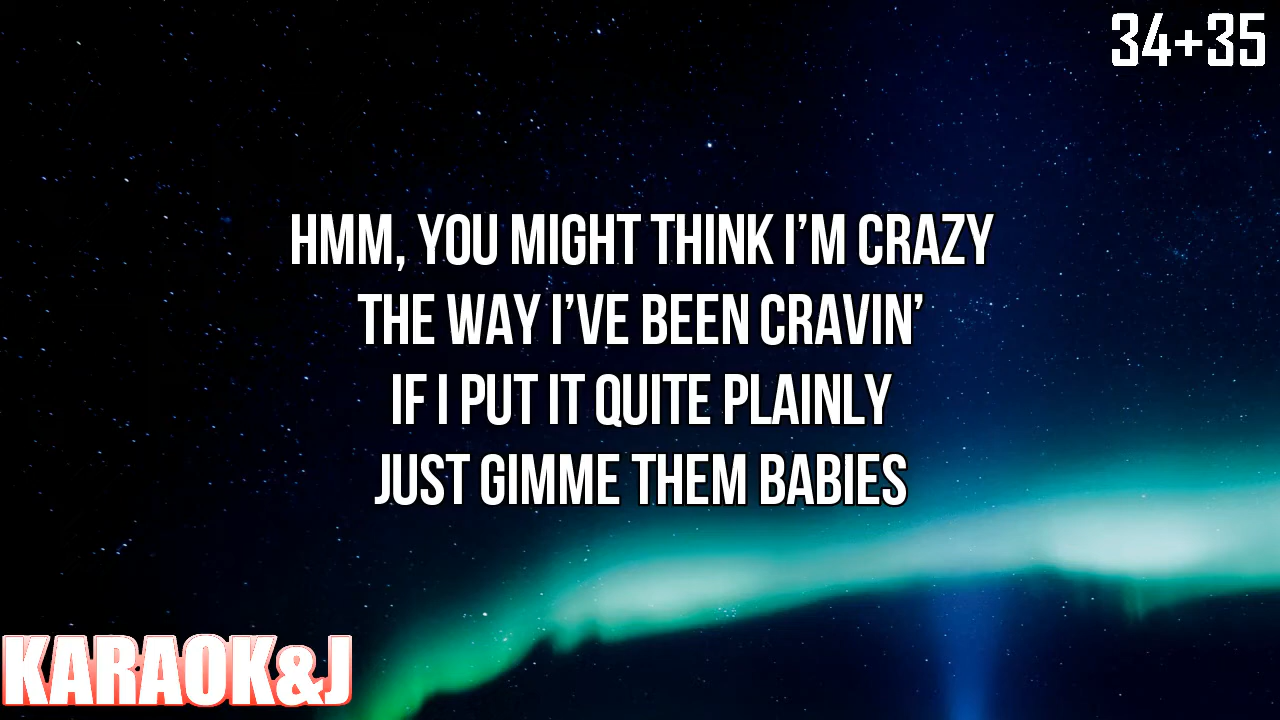 34+35
HMM, YOU MIGHT THINK I’M CRAZY
THE WAY I’VE BEEN CRAVIN’
IF I PUT IT QUITE PLAINLY
JUST GIMME THEM BABIES
KARAOK&J